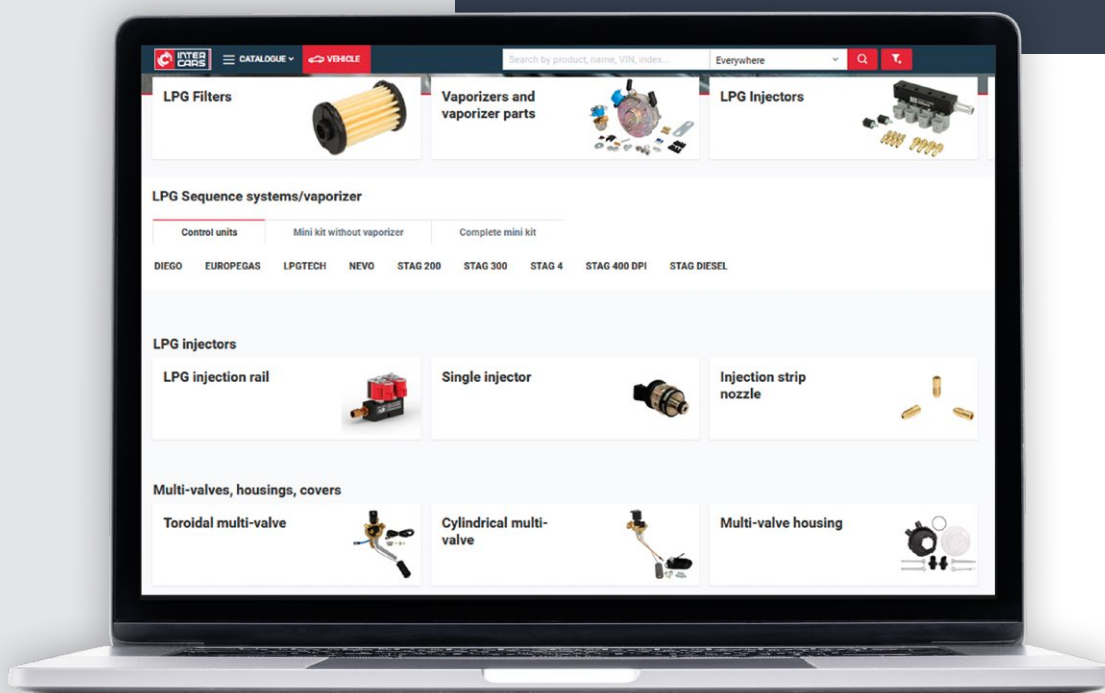 INTER CARS
CATALOGUE
VEHICLE
Search by product, name, VIN, index...
Everywhere
LPG Filters
Vaporizers and
vaporizer parts
LPG Injectors
LPG Sequence systems/vaporizer
Control units
Mini kit without vaporizer
Complete mini kit
DIEGO EUROPEGAS LPGTECH NEVO STAG 200 STAG 300 STAG 4 STAG 400 DPI STAG DIESEL
LPG injectors
LPG injection rail
Single injector
Injection strip
nozzle
Multi-valves, housings, covers
Toroidal multi-valve
Cylindrical multi-
valve
Multi-valve housing